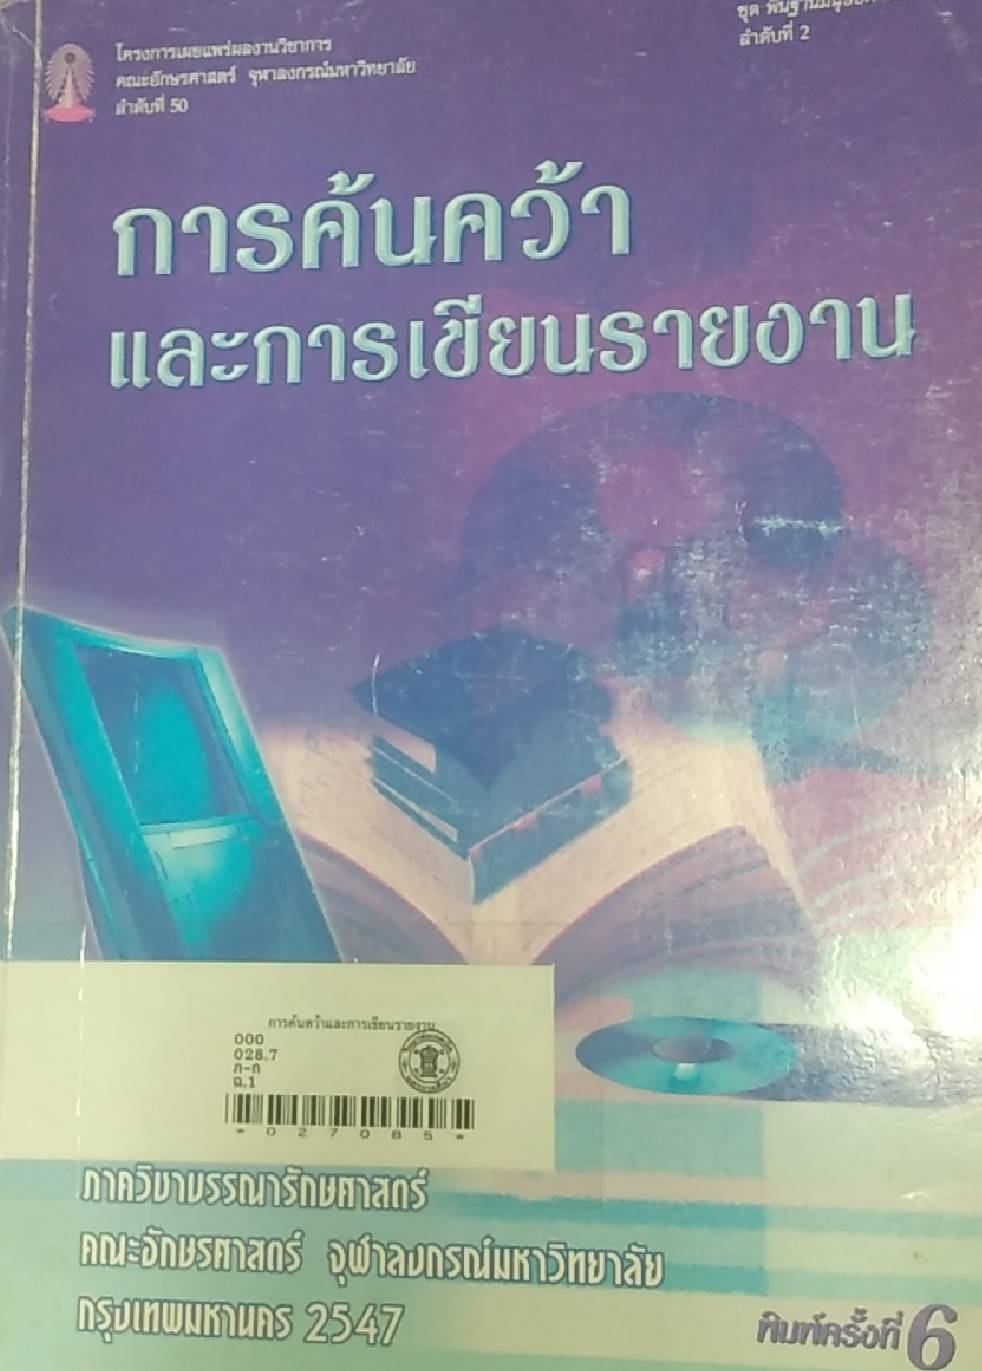 ชุด พื้นฐาน
ลำดับที่ 2
โครงการเผยแพร่ผลงานวิชาการ
คณะอักษรศาสตร์ จุฬาลงกรณ์มหาวิทยาลัย
ลำดับที่ 50
การค้นคว้า
และการเขียนรายงาน
การค้นคว้าและการเขียนรายงาน
000
028.7
ก-ก
ฉ.1
*027085*
ภาควิชาบรรณารักษศาสตร์
คณะอักษรศาสตร์ จุฬาลงกรณ์มหาวิทยาลัย
กรุงเทพมหานคร 2547
พิมพ์ครั้งที่ 6